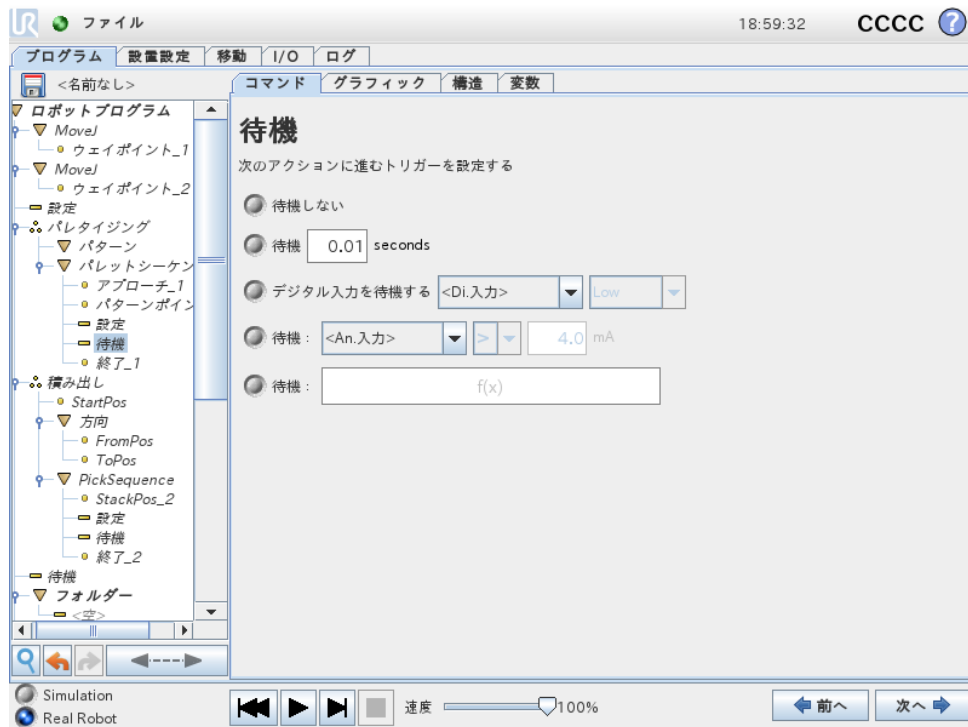 UR ファイル 18:59:32 CCCC ?
プログラム 設置設定 移動 I/O ログ
<名前なし>
コマンド グラフィック 構造 変数
ロボットプログラム
MoveJ
ウェイポイント_1
MoveJ
ウェイポイント_2
設定
パレタイジング
パターン
パレットシーケン
アプローチ_1
パターンポイン
設定
待機
終了_1
積み出し
StartPos
方向
FromPos
ToPos
PickSequence
StackPos_2
設定
待機
終了_2
待機
フォルダー
<空>
待機
次のアクションに進むトリガーを設定する
待機しない
待機 0.01 seconds
デジタル入力を待機する <Di.入力> Low
待機： <An.入力> > 4.0 mA
待機： f(x)
Simulation
Real Robot
速度 100%
前へ 次へ